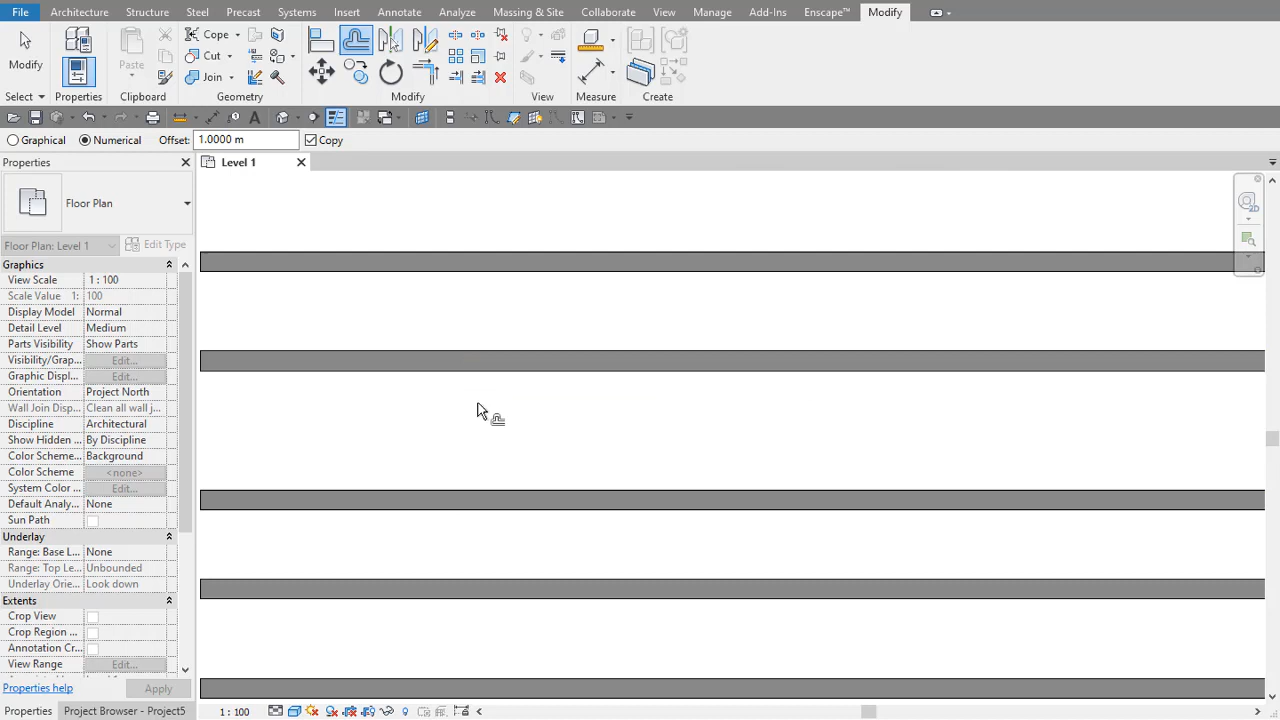 File Architecture Structure Steel Precast Systems Insert Annotate Analyze Massing & Site Collaborate View Manage Add-Ins Enscape™ Modify
Cope
Modify Paste Cut
Join
Select Properties Clipboard Geometry Modify View Measure Create
Graphical Numerical Offset: 1.0000 m Copy
Properties Level 1
2D
Floor Plan
Floor Plan: Level 1 Edit Type
Graphics
View Scale 1 : 100
Scale Value 1: 100
Display Model Normal
Detail Level Medium
Parts Visibility Show Parts
Visibility/Grap... Edit...
Graphic Displ... Edit...
Orientation Project North
Wall Join Disp... Clean all wall j...
Discipline Architectural
Show Hidden ... By Discipline
Color Scheme... Background
Color Scheme <none>
System Color ... Edit...
Default Analy... None
Sun Path
Underlay
Range: Base L... None
Range: Top Le... Unbounded
Underlay Orie... Look down
Extents
Crop View
Crop Region ...
Annotation Cr...
View Range Edit...
Properties help Apply
Properties Project Browser - Project5 1 : 100